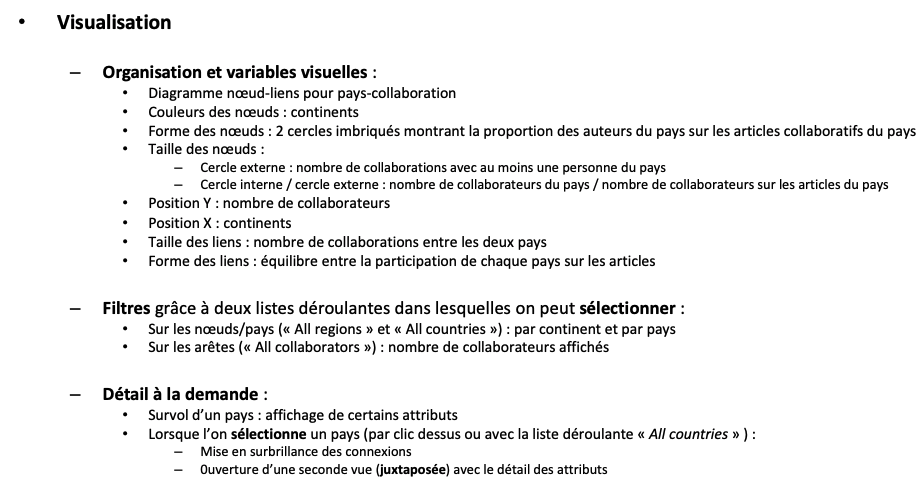 • Visualisation
– Organisation et variables visuelles :
• Diagramme nœud-liens pour pays-collaboration
• Couleurs des nœuds : continents
• Forme des nœuds : 2 cercles imbriqués montrant la proportion des auteurs du pays sur les articles collaboratifs du pays
• Taille des nœuds :
– Cercle externe : nombre de collaborations avec au moins une personne du pays
– Cercle interne / cercle externe : nombre de collaborateurs du pays / nombre de collaborateurs sur les articles du pays
• Position Y : nombre de collaborateurs
• Position X : continents
• Taille des liens : nombre de collaborations entre les deux pays
• Forme des liens : équilibre entre la participation de chaque pays sur les articles
– Filtres grâce à deux listes déroulantes dans lesquelles on peut sélectionner :
• Sur les nœuds/pays (« All regions » et « All countries ») : par continent et par pays
• Sur les arêtes (« All collaborators ») : nombre de collaborateurs affichés
– Détail à la demande :
• Survol d'un pays : affichage de certains attributs
• Lorsque l'on sélectionne un pays (par clic dessus ou avec la liste déroulante « All countries » ) :
– Mise en surbrillance des connexions
– 0uverture d'une seconde vue (juxtaposée) avec le détail des attributs